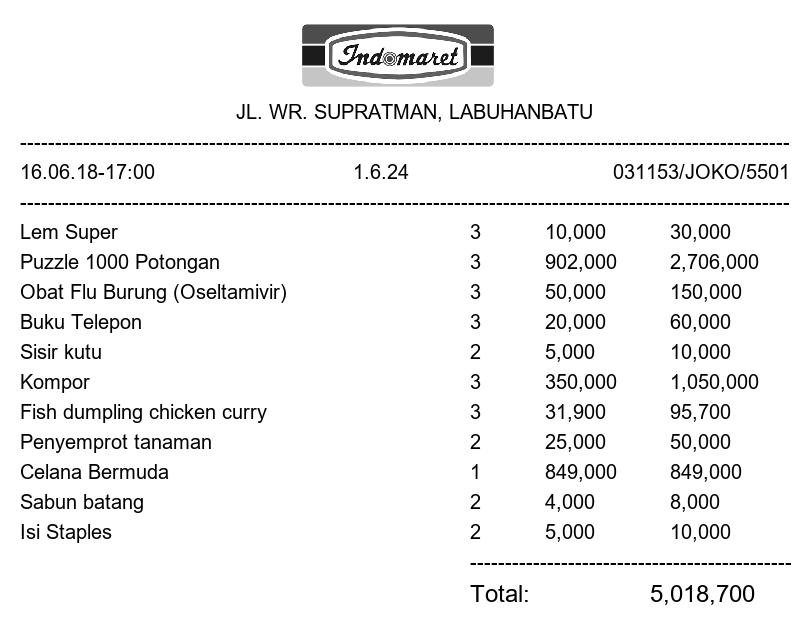 Indomaret
JL. WR. SUPRATMAN, LABUHANBATU
16.06.18-17:00 1.6.24 031153/JOKO/5501
Lem Super 3 10,000 30,000
Puzzle 1000 Potongan 3 902,000 2,706,000
Obat Flu Burung (Oseltamivir) 3 50,000 150,000
Buku Telepon 3 20,000 60,000
Sisir kutu 2 5,000 10,000
Kompor 3 350,000 1,050,000
Fish dumpling chicken curry 3 31,900 95,700
Penyemprot tanaman 2 25,000 50,000
Celana Bermuda 1 849,000 849,000
Sabun batang 2 4,000 8,000
Isi Staples 2 5,000 10,000
Total: 5,018,700